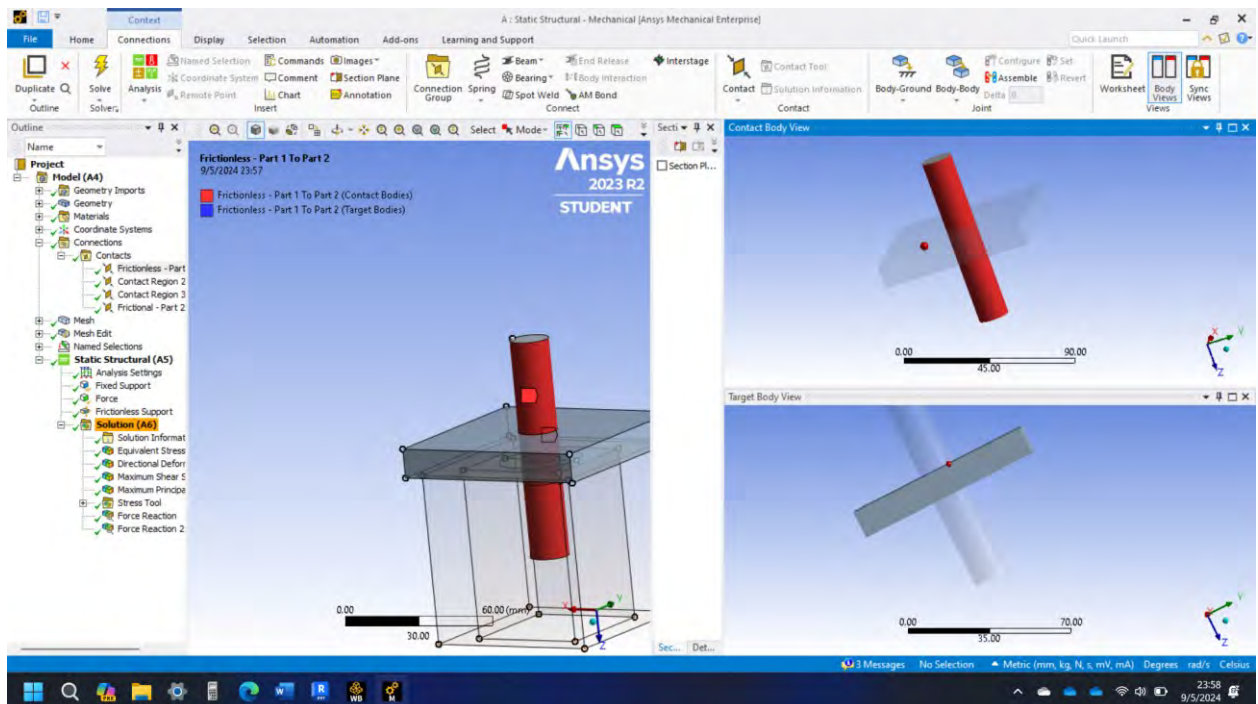 Context
A : Static Structural - Mechanical [Ansys Mechanical Enterprise]
File Home Connections Display Selection Automation Add-ons Learning and Support
Quick Launch
Duplicate
Outline
Solve
Solver
Analysis
Named Selection
Coordinate System
Remote Point
Commands
Comment
Chart
Images
Section Plane
Annotation
Insert
Connection Group
Spring
Beam
Bearing
Spot Weld
End Release
Body Interaction
AM Bond
Interstage
Connect
Contact
Contact Tool
Solution Information
Contact
Body-Ground
Body-Body
Configure
Set
Assemble
Revert
Delta 0
Joint
Worksheet
Body Views
Sync Views
Views
Outline
Name
Project
Model (A4)
Geometry Imports
Geometry
Materials
Coordinate Systems
Connections
Contacts
Frictionless - Part
Contact Region 2
Contact Region 3
Frictional - Part 2
Mesh
Mesh Edit
Named Selections
Static Structural (A5)
Analysis Settings
Fixed Support
Force
Frictionless Support
Solution (A6)
Solution Informat
Equivalent Stress
Directional Deforr
Maximum Shear S
Maximum Principa
Stress Tool
Force Reaction
Force Reaction 2
Select Mode
Frictionless - Part 1 To Part 2
9/5/2024 23:57
Frictionless - Part 1 To Part 2 (Contact Bodies)
Frictionless - Part 1 To Part 2 (Target Bodies)
Ansys
2023 R2
STUDENT
0.00
60.00 (mm)
30.00
X
Y
Z
Secti
Section Pl...
Sec... Det...
Contact Body View
0.00
90.00
45.00
X
Y
Z
Target Body View
0.00
70.00
35.00
X
Y
Z
3 Messages No Selection Metric (mm, kg, N, s, mV, mA) Degrees rad/s Celsius
23:58
9/5/2024